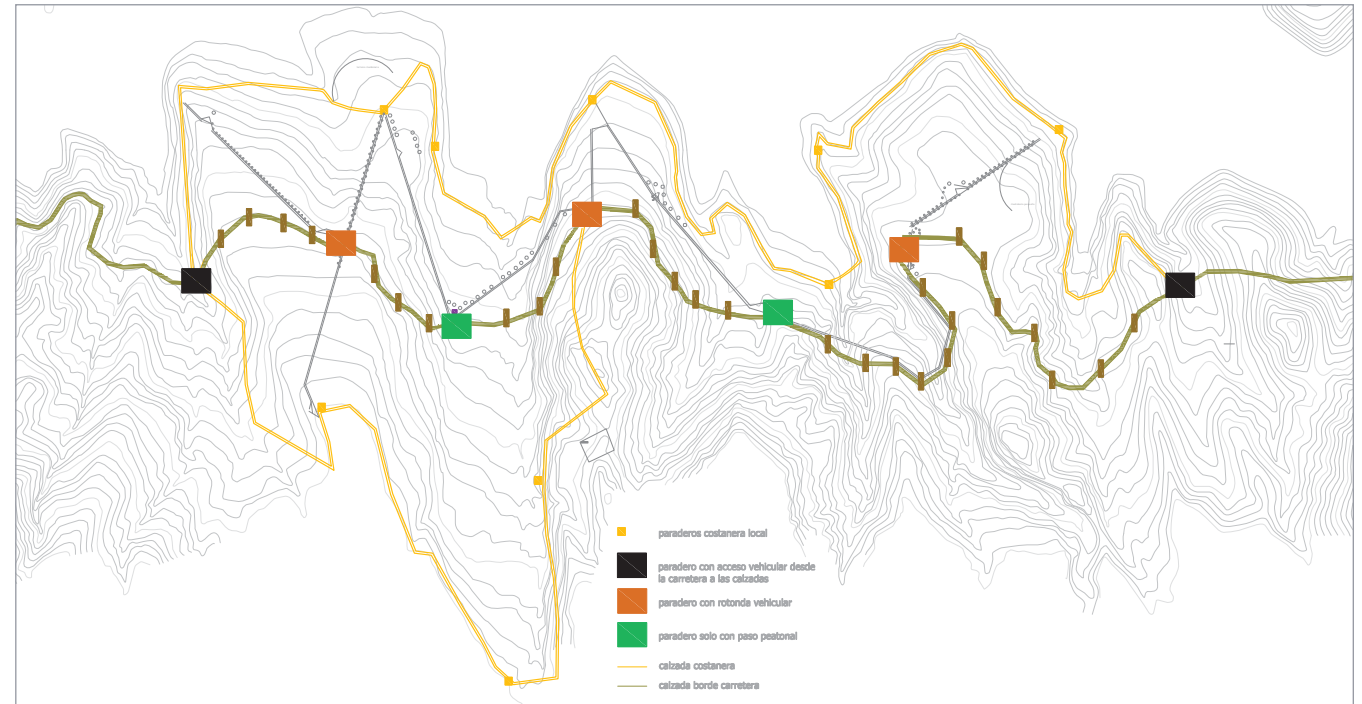 paraderos costanera local
paradero con acceso vehicular desde
la carretera a las calzadas
paradero con rotonda vehicular
paradero solo con paso peatonal
calzada costanera
calzada borde carretera